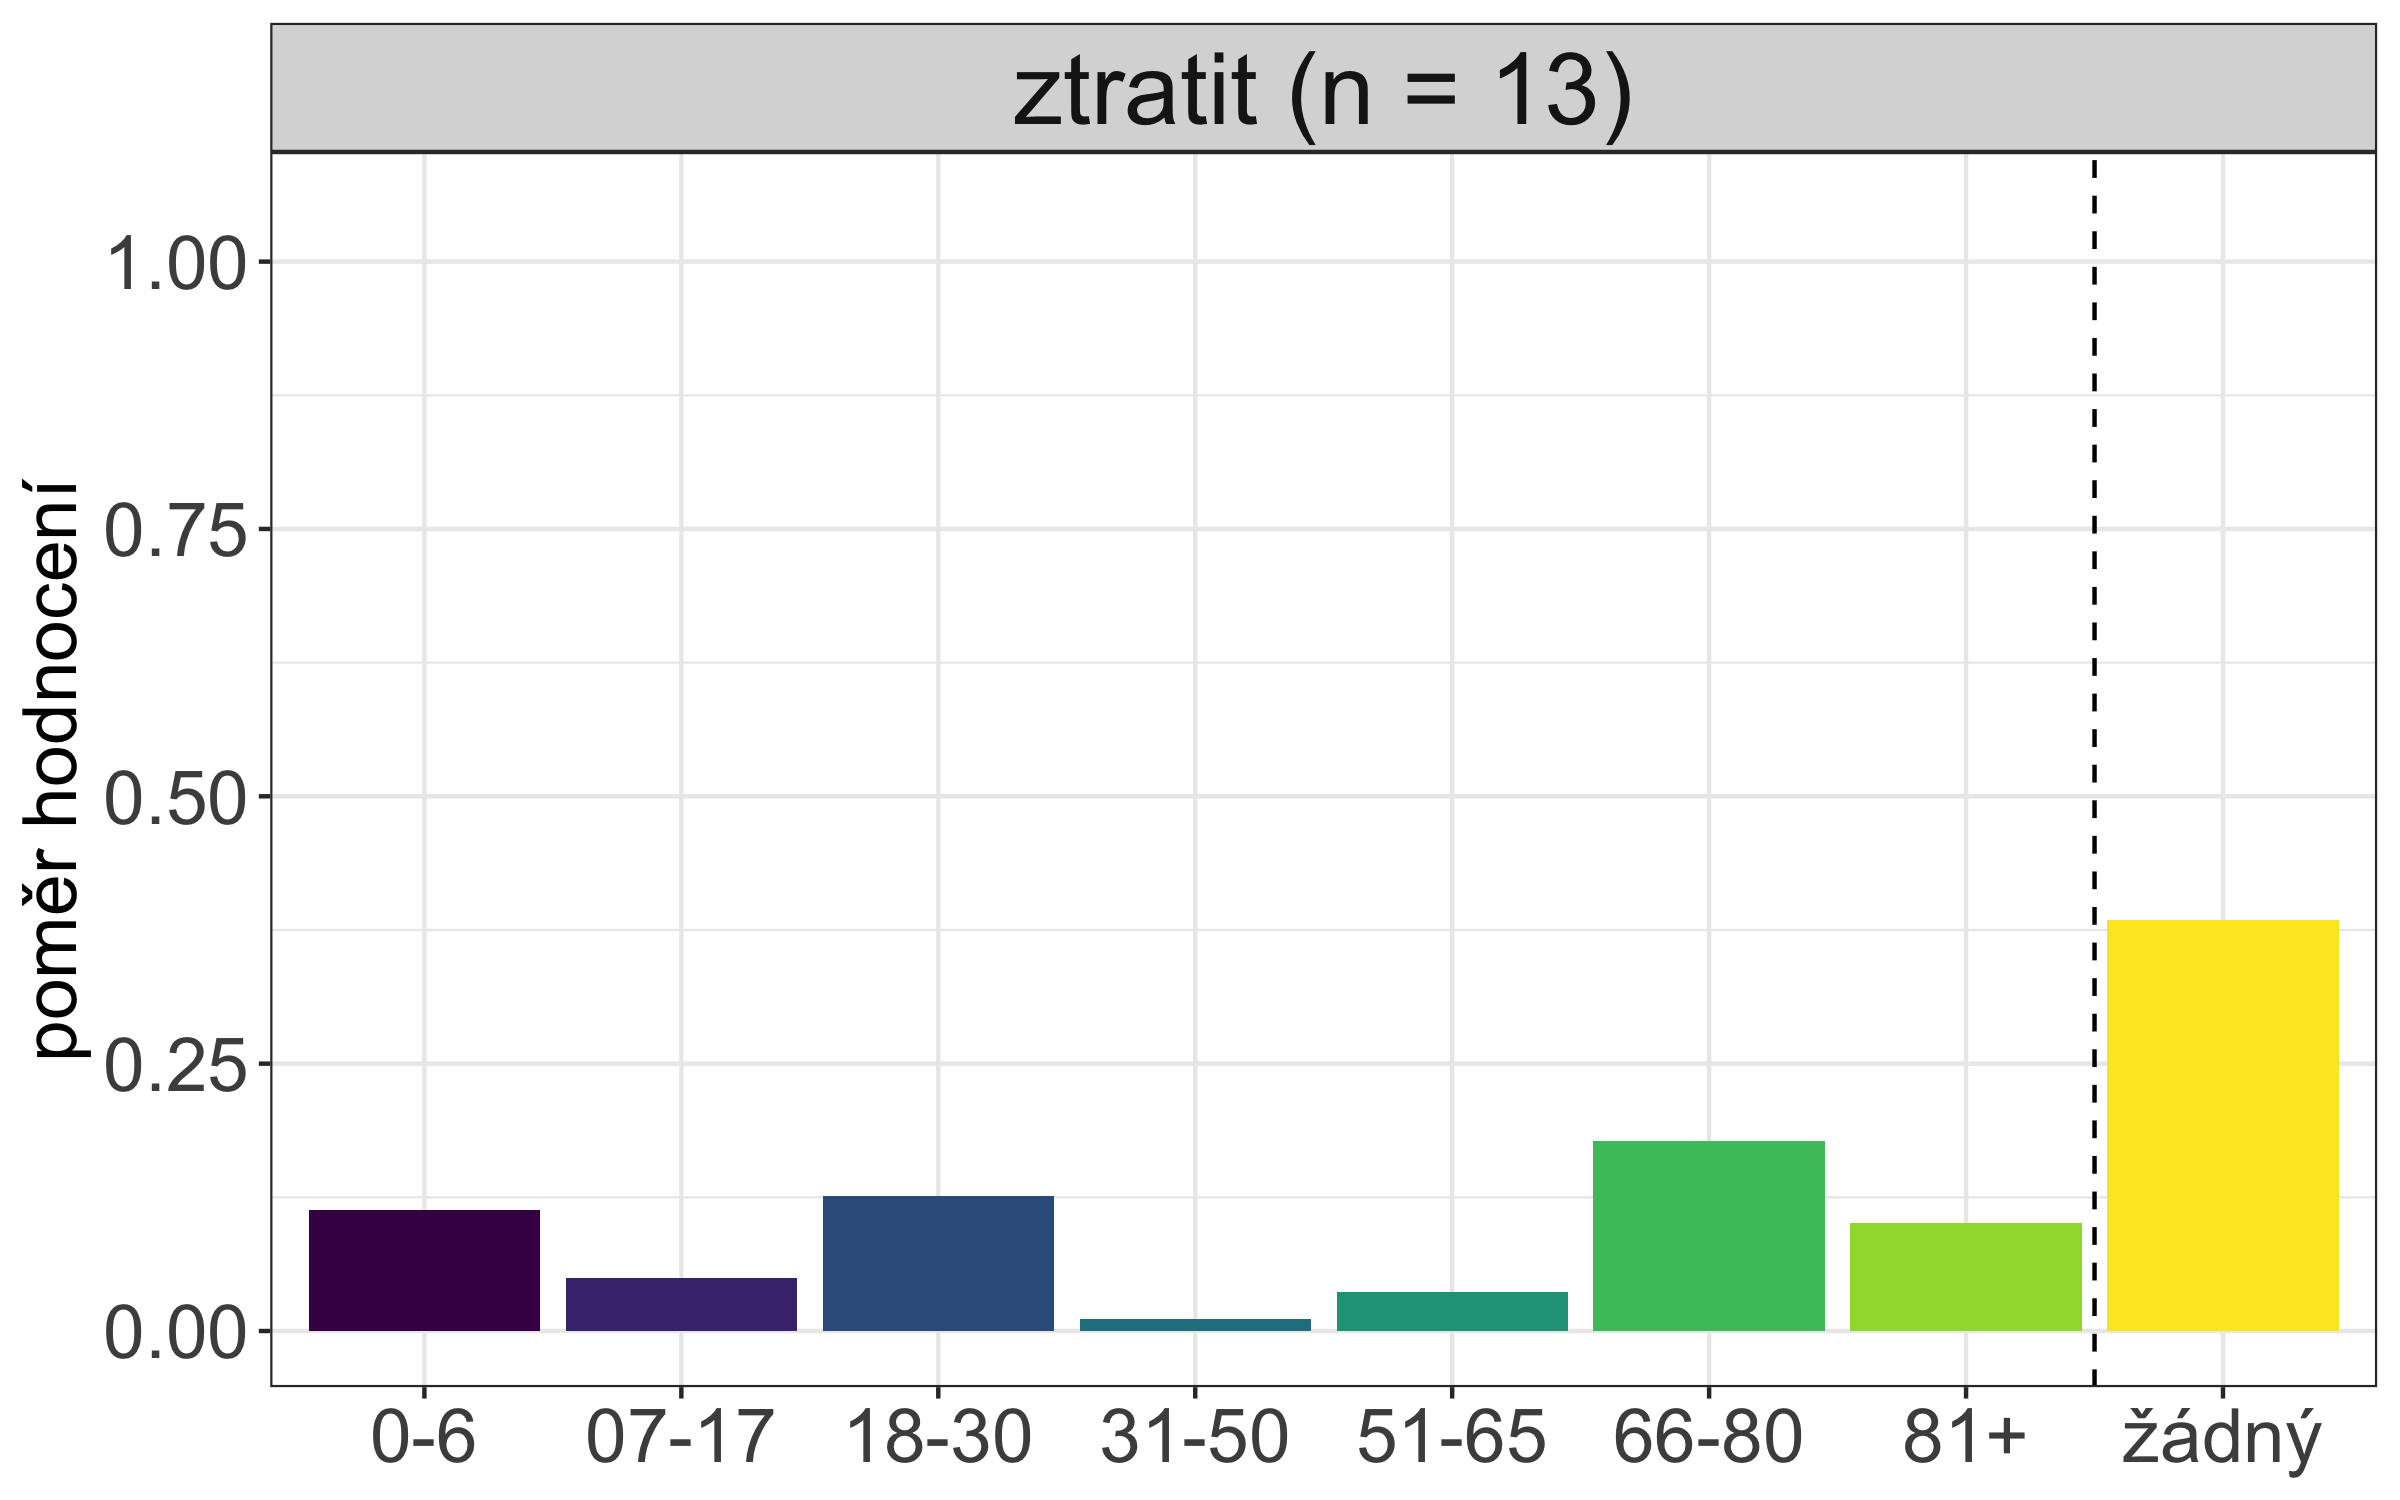 ztratit (n = 13)
poměr hodnocení
1.00
0.75
0.50
0.25
0.00
0-6 07-17 18-30 31-50 51-65 66-80 81+ žádný